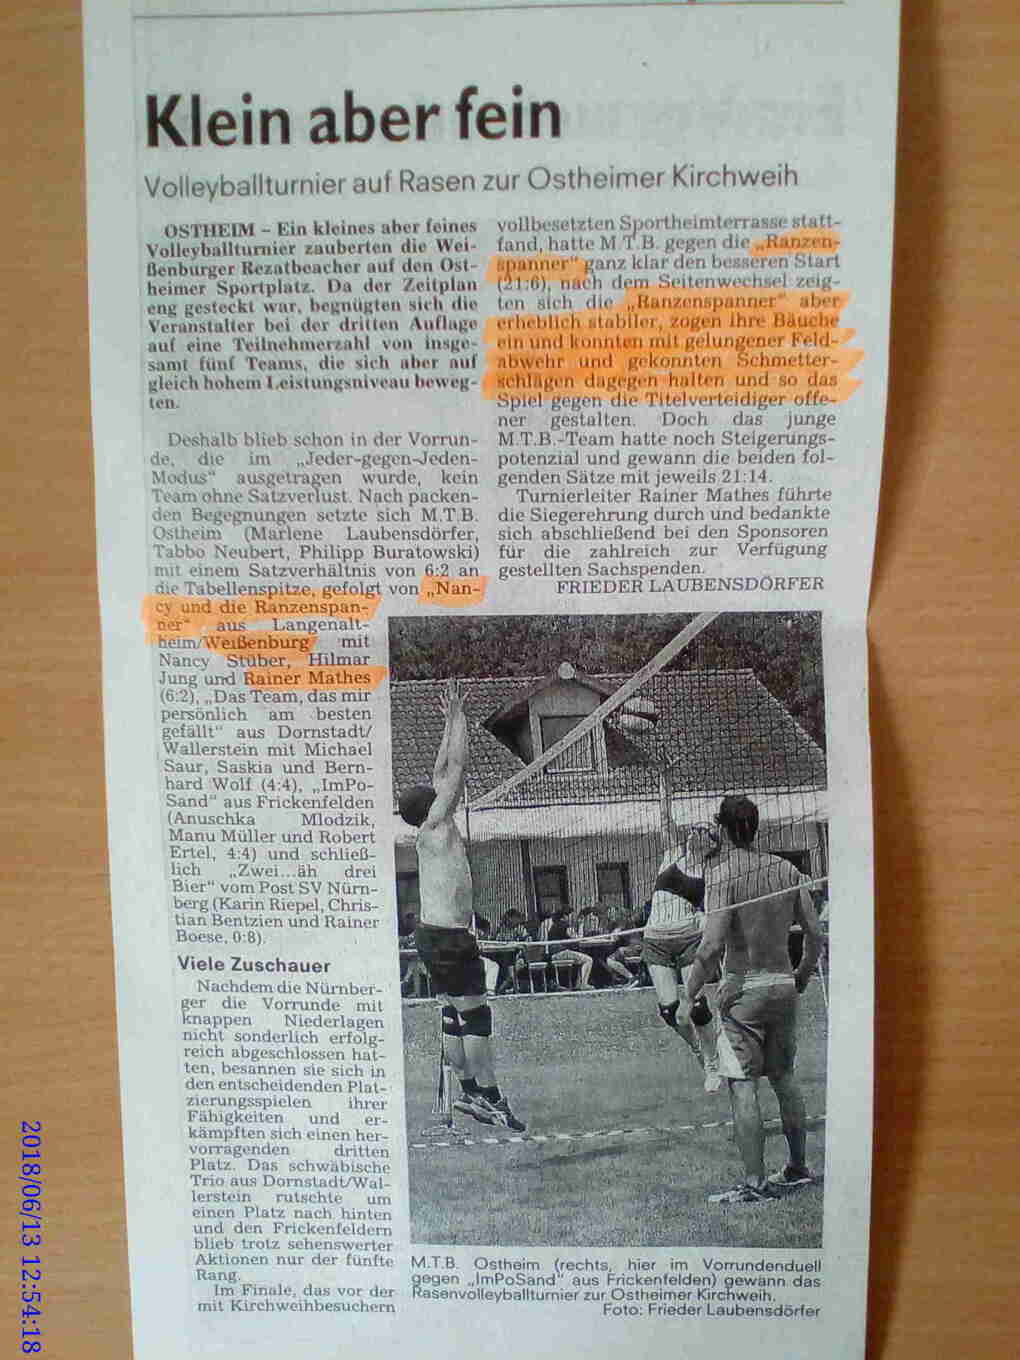 Klein aber fein
Volleyballturnier auf Rasen zur Ostheimer Kirchweih
OSTHEIM – Ein kleines aber feines
Volleyballturnier zauberten die Wei-
ßenburger Rezatbeacher auf den Ost-
heimer Sportplatz. Da der Zeitplan
eng gesteckt war, begnügten sich die
Veranstalter bei der dritten Auflage
auf eine Teilnehmerzahl von insge-
samt fünf Teams, die sich aber auf
gleich hohem Leistungsniveau beweg-
ten.
Deshalb blieb schon in der Vorrun-
de, die im „Jeder-gegen-Jeden-
Modus“ ausgetragen wurde, kein
Team ohne Satzverlust. Nach packen-
den Begegnungen setzte sich M.T.B.
Ostheim (Marlene Laubensdörfer,
Tabbo Neubert, Philipp Buratowski)
mit einem Satzverhältnis von 6:2 an
die Tabellenspitze, gefolgt von „Nan-
cy und die Ranzenspan-
ner“ aus Langenalt-
heim/Weißenburg mit
Nancy Stüber, Hilmar
Jung und Rainer Mathes
(6:2), „Das Team, das mir
persönlich am besten
gefällt“ aus Dornstadt/
Wallerstein mit Michael
Saur, Saskia und Bern-
hard Wolf (4:4), „ImPo-
Sand“ aus Frickenfelden
(Anuschka Mlodzik,
Manu Müller und Robert
Ertel, 4:4) und schließ-
lich „Zwei...äh drei
Bier“ vom Post SV Nürn-
berg (Karin Riepel, Chris-
tian Bentzien und Rainer
Boese, 0:8).
Viele Zuschauer
Nachdem die Nürnber-
ger die Vorrunde mit
knappen Niederlagen
nicht sonderlich erfolg-
reich abgeschlossen hat-
ten, besannen sie sich in
den entscheidenden Plat-
zierungsspielen ihrer
Fähigkeiten und er-
kämpften sich einen her-
vorragenden dritten
Platz. Das schwäbische
Trio aus Dornstadt/Wal-
lerstein rutschte um
einen Platz nach hinten
und den Frickenfeldern
blieb trotz sehenswerter
Aktionen nur der fünfte
Rang.
Im Finale, das vor der
mit Kirchweihbesuchern
vollbesetzten Sportheimterrasse statt-
fand, hatte M.T.B. gegen die „Ranzen-
spanner“ ganz klar den besseren Start
(21:6), nach dem Seitenwechsel zeig-
ten sich die „Ranzenspanner“ aber
erheblich stabiler, zogen ihre Bäuche
ein und konnten mit gelungener Feld-
abwehr und gekonnten Schmetter-
schlägen dagegen halten und so das
Spiel gegen die Titelverteidiger offe-
ner gestalten. Doch das junge
M.T.B.-Team hatte noch Steigerungs-
potenzial und gewann die beiden fol-
genden Sätze mit jeweils 21:14.
Turnierleiter Rainer Mathes führte
die Siegerehrung durch und bedankte
sich abschließend bei den Sponsoren
für die zahlreich zur Verfügung
gestellten Sachspenden.
FRIEDER LAUBENSDÖRFER
M.T.B. Ostheim (rechts, hier im Vorrundenduell
gegen „ImPoSand“ aus Frickenfelden) gewann das
Rasenvolleyballturnier zur Ostheimer Kirchweih.
Foto: Frieder Laubensdörfer
2018/06/13 12:54:18